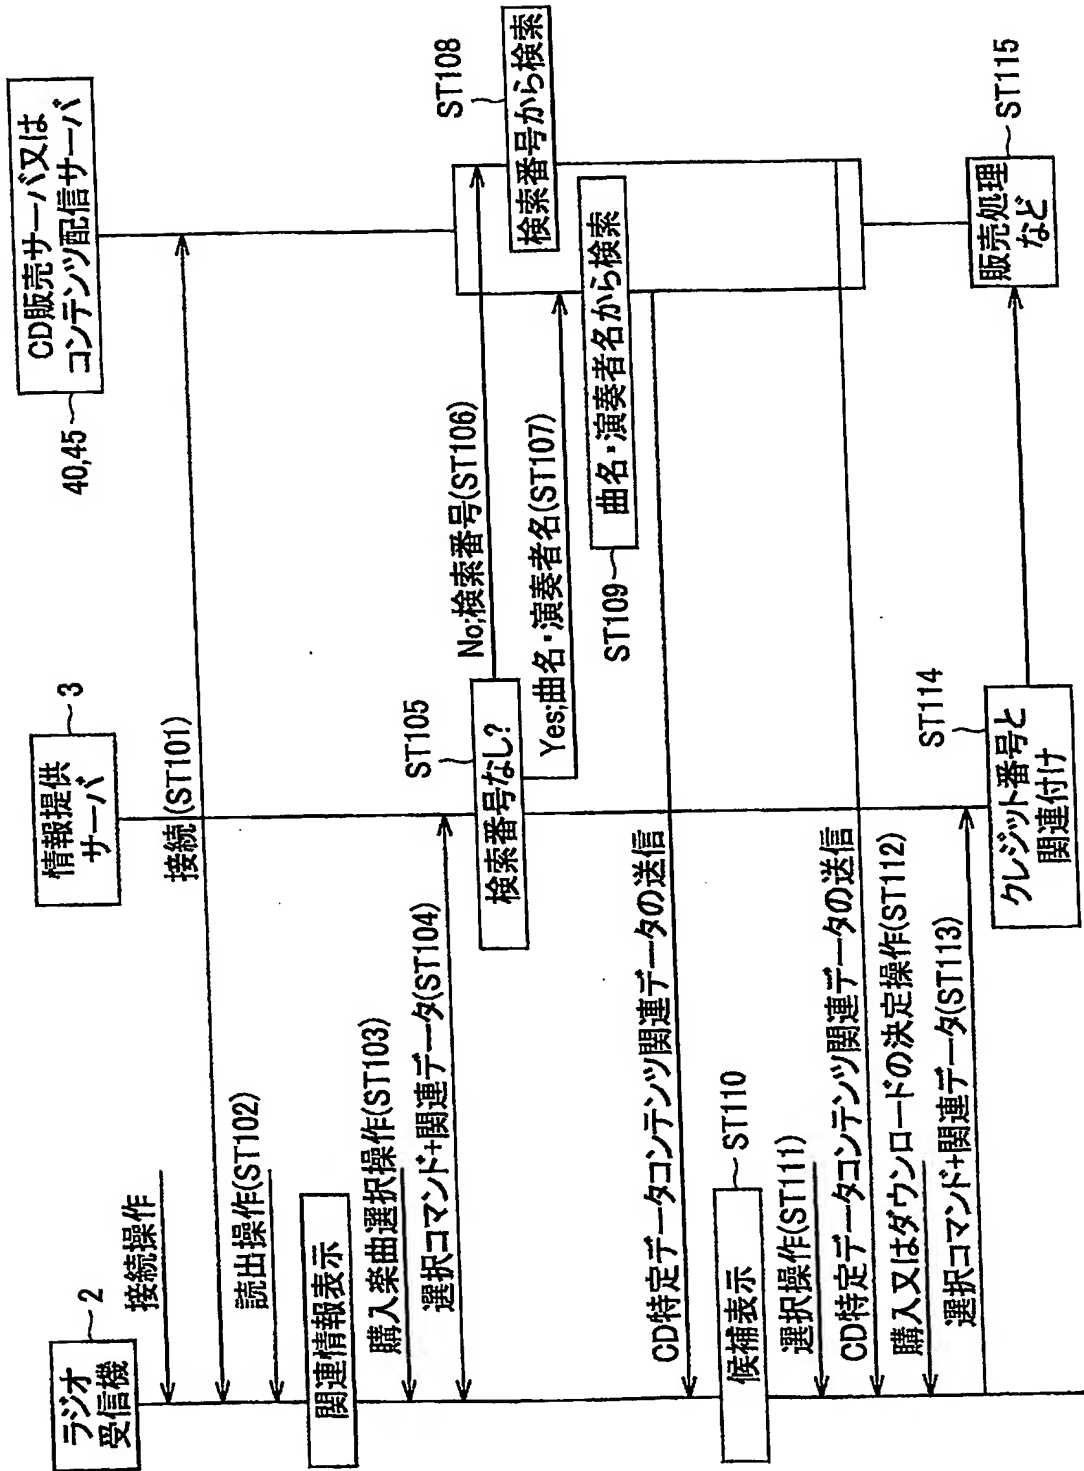 ラジオ
受信機
2
情報提供
サーバ
3
CD販売サーバ又は
コンテンツ配信サーバ
40,45
接続操作
接続(ST101)
読出操作(ST102)
関連情報表示
購入楽曲選択操作(ST103)
選択コマンド+関連データ(ST104)
検索番号なし?
ST105
No;検索番号(ST106)
Yes;曲名・演奏者名(ST107)
検索番号から検索
ST108
曲名・演奏者名から検索
ST109
CD特定データコンテンツ関連データの送信
候補表示
ST110
選択操作(ST111)
CD特定データコンテンツ関連データの送信
購入又はダウンロードの決定操作(ST112)
選択コマンド+関連データ(ST113)
クレジット番号と
関連付け
ST114
販売処理
など
ST115